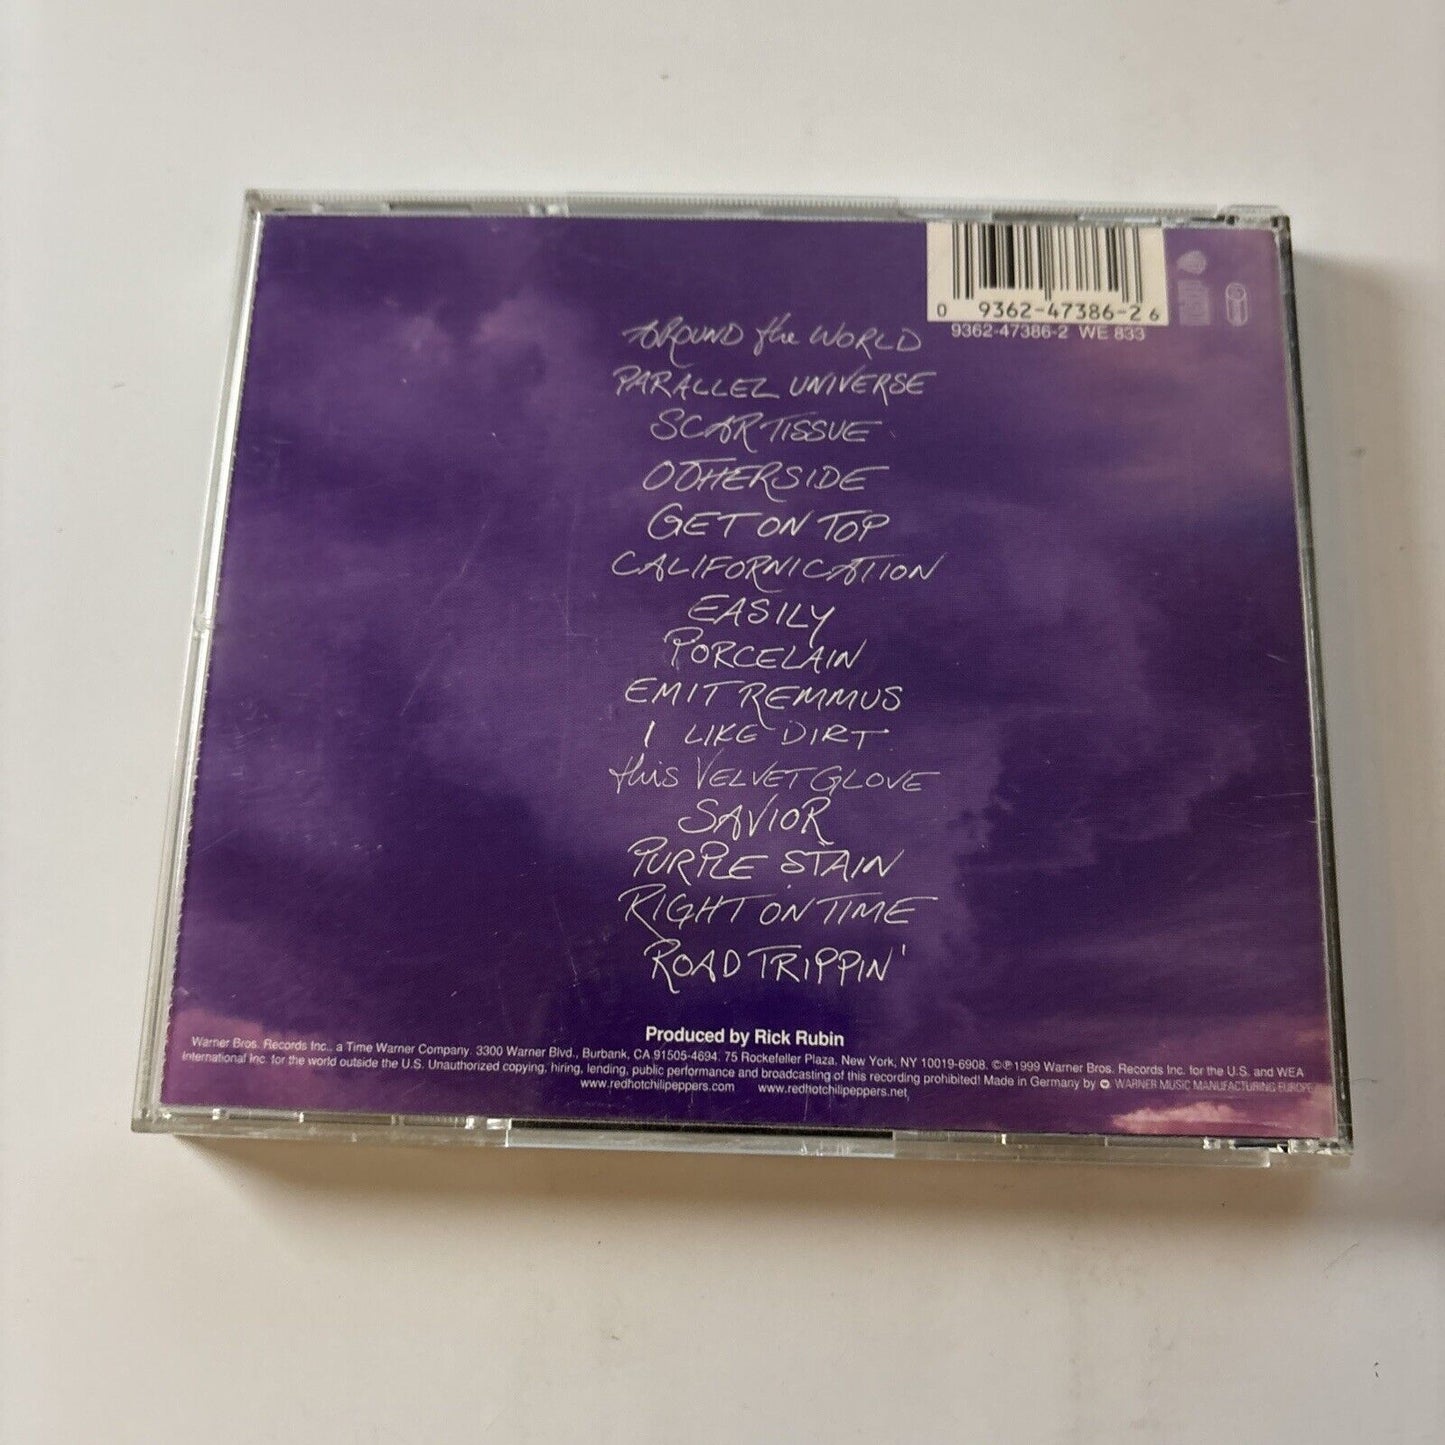 0 9362-47386-2 6
9362-47386-2 WE 833
AROUND the WORLD
PARALLEL UNIVERSE
SCAR TISSUE
OTHERSIDE
GET ON TOP
CALIFORNICATION
EASILY
PORCELAIN
EMIT REMMUS
I LIKE DIRT
this VELVET GLOVE
SAVIOR
PURPLE STAIN
RIGHT ON TIME
ROAD TRIPPIN'
Produced by Rick Rubin
Warner Bros. Records Inc., a Time Warner Company. 3300 Warner Blvd., Burbank, CA 91505-4694. 75 Rockefeller Plaza, New York, NY 10019-6908. ©℗1999 Warner Bros. Records Inc. for the U.S. and WEA
International Inc. for the world outside the U.S. Unauthorized copying, hiring, lending, public performance and broadcasting of this recording prohibited! Made in Germany by WARNER MUSIC MANUFACTURING EUROPE
www.redhotchilipeppers.com www.redhotchilipeppers.net